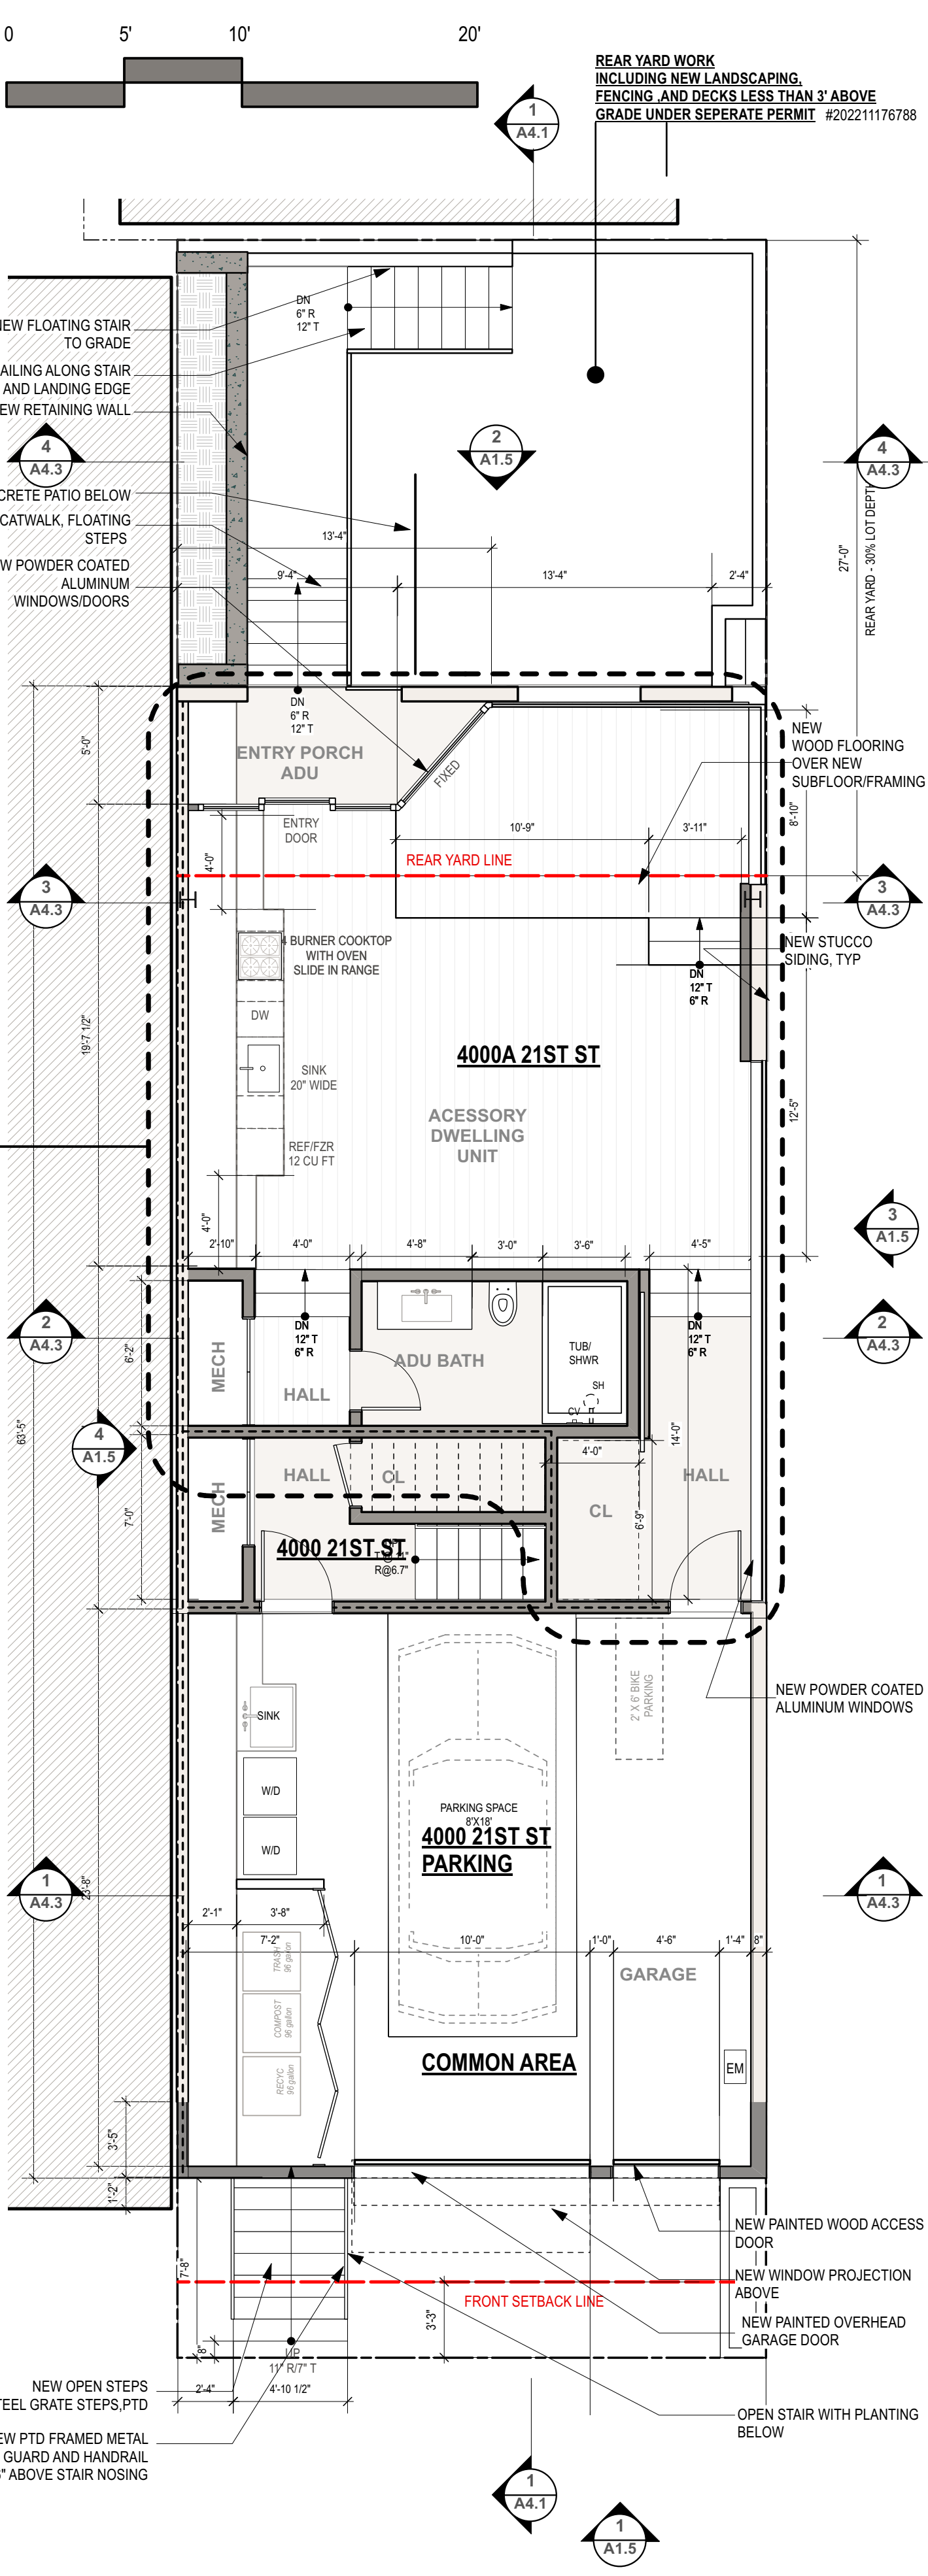 0 5' 10' 20'
REAR YARD WORK
INCLUDING NEW LANDSCAPING,
FENCING ,AND DECKS LESS THAN 3' ABOVE
GRADE UNDER SEPERATE PERMIT #202211176788
1
A4.1
DN
6" R
12" T
NEW FLOATING STAIR
TO GRADE
AILING ALONG STAIR
AND LANDING EDGE
EW RETAINING WALL
2
A1.5
4
A4.3
4
A4.3
CRETE PATIO BELOW
CATWALK, FLOATING
STEPS
W POWDER COATED
ALUMINUM
WINDOWS/DOORS
13'-4"
9'-4"
13'-4"
2'-4"
27'-0"
REAR YARD - 30% LOT DEPTH
DN
6" R
12" T
ENTRY PORCH
ADU
FIXED
5'-0"
NEW
WOOD FLOORING
OVER NEW
SUBFLOOR/FRAMING
8'-10"
ENTRY
DOOR
10'-9"
3'-11"
REAR YARD LINE
4'-0"
3
A4.3
3
A4.3
4 BURNER COOKTOP
WITH OVEN
SLIDE IN RANGE
NEW STUCCO
SIDING, TYP
DN
12" T
6" R
DW
19'-7 1/2"
4000A 21ST ST
SINK
20" WIDE
ACESSORY
DWELLING
UNIT
12'-5"
REF/FZR
12 CU FT
3
A1.5
4'-0"
2'-10"
4'-0"
4'-8"
3'-0"
3'-6"
4'-5"
2
A4.3
2
A4.3
DN
12" T
6" R
DN
12" T
6" R
6'-2"
MECH
HALL
ADU BATH
TUB/
SHWR
SH
CV
63'-5"
4
A1.5
14'-0"
4'-0"
HALL
CL
HALL
CL
6'-9"
7'-0"
MECH
4000 21ST ST
R@6.7"
NEW POWDER COATED
ALUMINUM WINDOWS
2' X 6' BIKE
PARKING
SINK
W/D
W/D
PARKING SPACE
8'X18'
4000 21ST ST
PARKING
1
A4.3
1
A4.3
23'-8"
2'-1"
3'-8"
7'-2"
10'-0"
1'-0"
4'-6"
1'-4"
8"
TRASH
96 gallon
COMPOST
96 gallon
RECYC
96 gallon
GARAGE
COMMON AREA
EM
3'-5"
1'-2"
7'-8"
NEW PAINTED WOOD ACCESS
DOOR
NEW WINDOW PROJECTION
ABOVE
FRONT SETBACK LINE
3'-3"
NEW PAINTED OVERHEAD
GARAGE DOOR
8"
UP
11" R/7" T
2'-4"
4'-10 1/2"
NEW OPEN STEPS
TEEL GRATE STEPS,PTD
OPEN STAIR WITH PLANTING
BELOW
EW PTD FRAMED METAL
GUARD AND HANDRAIL
" ABOVE STAIR NOSING
1
A4.1
1
A1.5